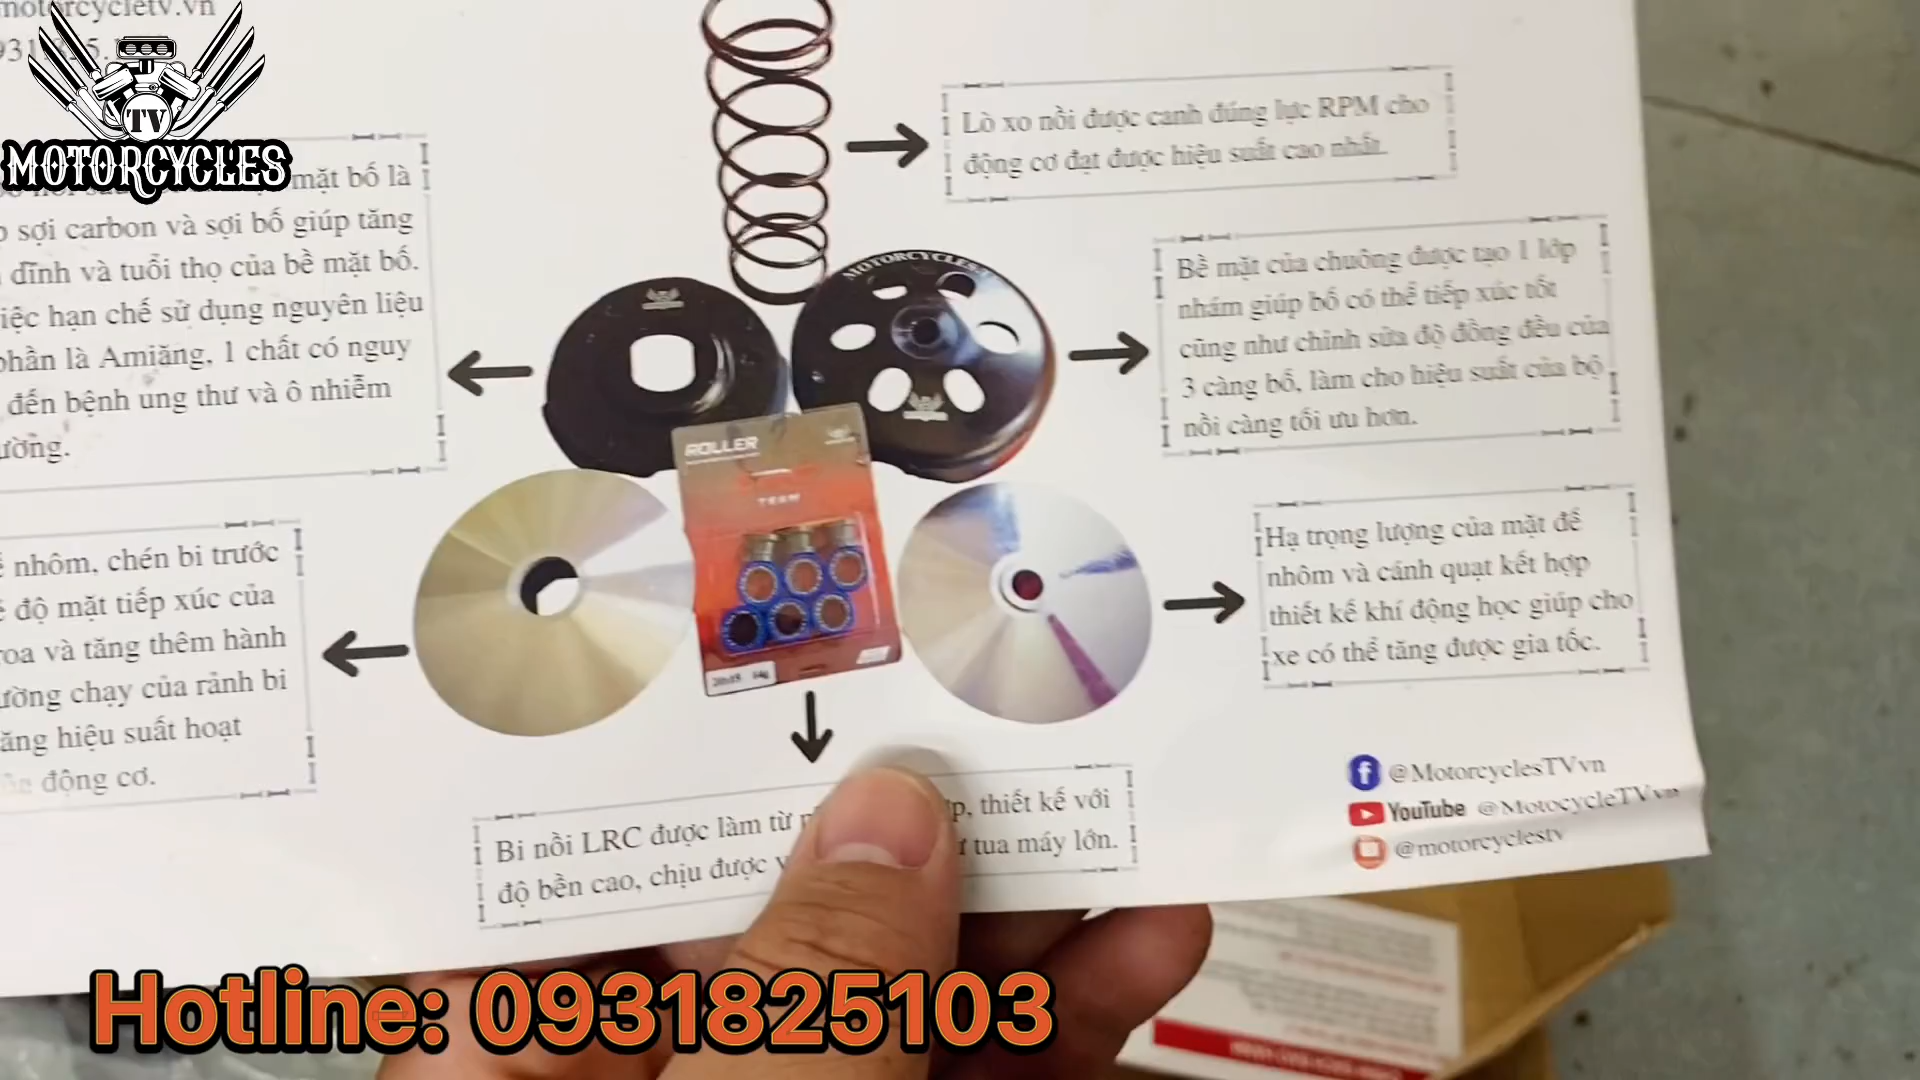 motorcycletv.vn
TV
MOTORCYCLES
mặt bố là
sợi carbon và sợi bố giúp tăng
dĩnh và tuổi thọ của bề mặt bố.
iệc hạn chế sử dụng nguyên liệu
phần là Amiăng, 1 chất có nguy
đến bệnh ung thư và ô nhiễm
ường.
nhôm, chén bi trước
độ mặt tiếp xúc của
oa và tăng thêm hành
ường chạy của rãnh bi
ăng hiệu suất hoạt
động cơ.
Lò xo nồi được canh đúng lực RPM cho
động cơ đạt được hiệu suất cao nhất.
MOTORCYCLES
Bề mặt của chuông được tạo 1 lớp
nhám giúp bố có thể tiếp xúc tốt
cũng như chỉnh sửa độ đồng đều của
3 càng bố, làm cho hiệu suất của bộ
nồi càng tối ưu hơn.
ROLLER
TEAM
Hạ trọng lượng của mặt đế
nhôm và cánh quạt kết hợp
thiết kế khí động học giúp cho
xe có thể tăng được gia tốc.
Bi nồi LRC được làm từ thiết kế với
độ bền cao, chịu được tua máy lớn.
@MotorcyclesTVvn
YouTube @MotocycleTVvn
@motorcyclestv
Hotline: 0931825103